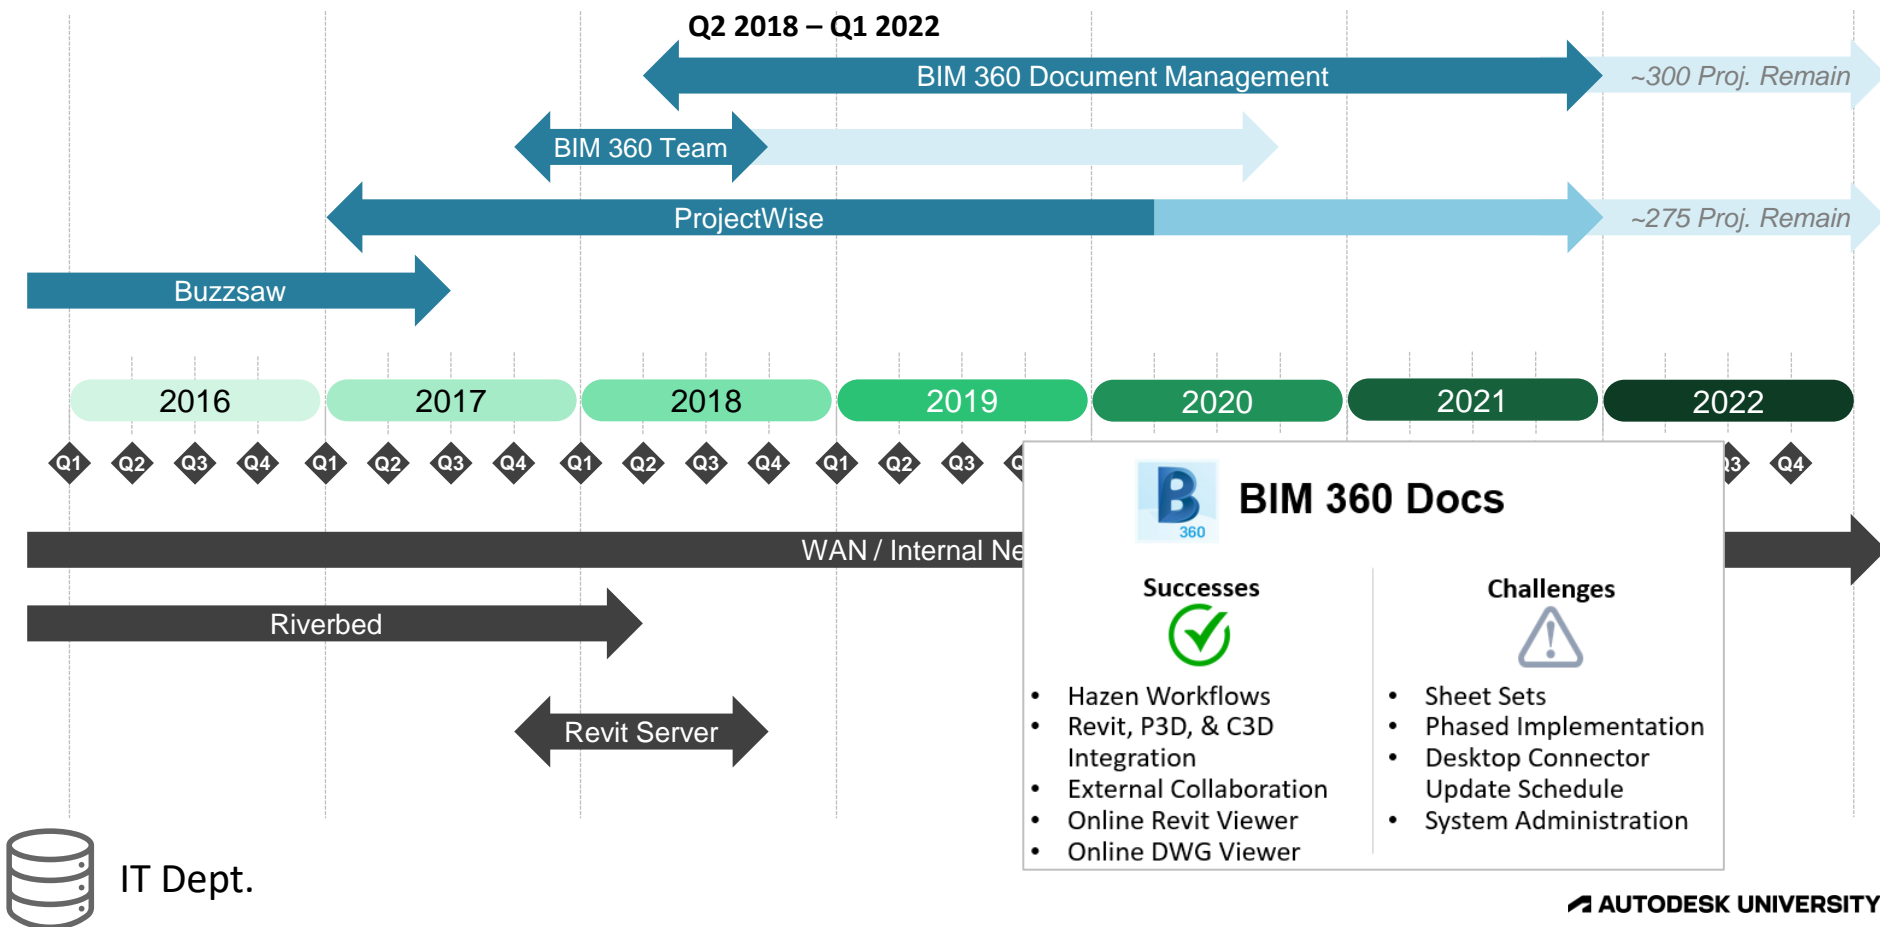 Q2 2018 – Q1 2022
BIM 360 Document Management
~300 Proj. Remain
BIM 360 Team
ProjectWise
~275 Proj. Remain
Buzzsaw
2016 2017 2018 2019 2020 2021 2022
Q1 Q2 Q3 Q4 Q1 Q2 Q3 Q4 Q1 Q2 Q3 Q4 Q1 Q2 Q3 Q4
WAN / Internal Ne
Riverbed
Revit Server
B
360
BIM 360 Docs
Successes
• Hazen Workflows
• Revit, P3D, & C3D
Integration
• External Collaboration
• Online Revit Viewer
• Online DWG Viewer
Challenges
• Sheet Sets
• Phased Implementation
• Desktop Connector
Update Schedule
• System Administration
IT Dept.
AUTODESK UNIVERSITY